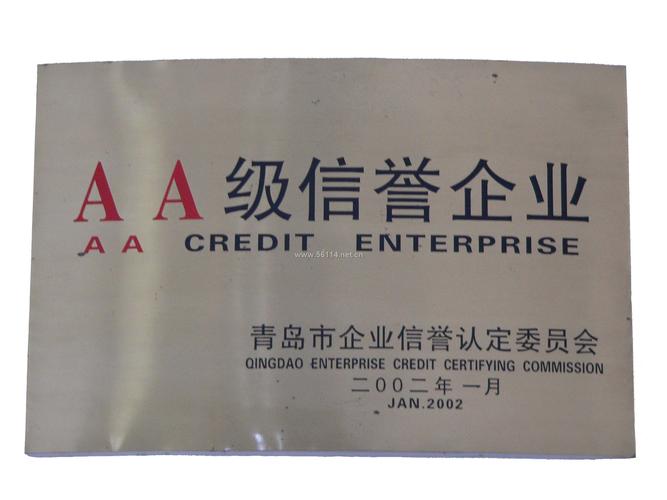 AA级信誉企业
AA CREDIT ENTERPRISE
www.56114.net.cn
青岛市企业信誉认定委员会
QINGDAO ENTERPRISE CREDIT CERTIFYING COMMISSION
二〇〇二年一月
JAN.2002